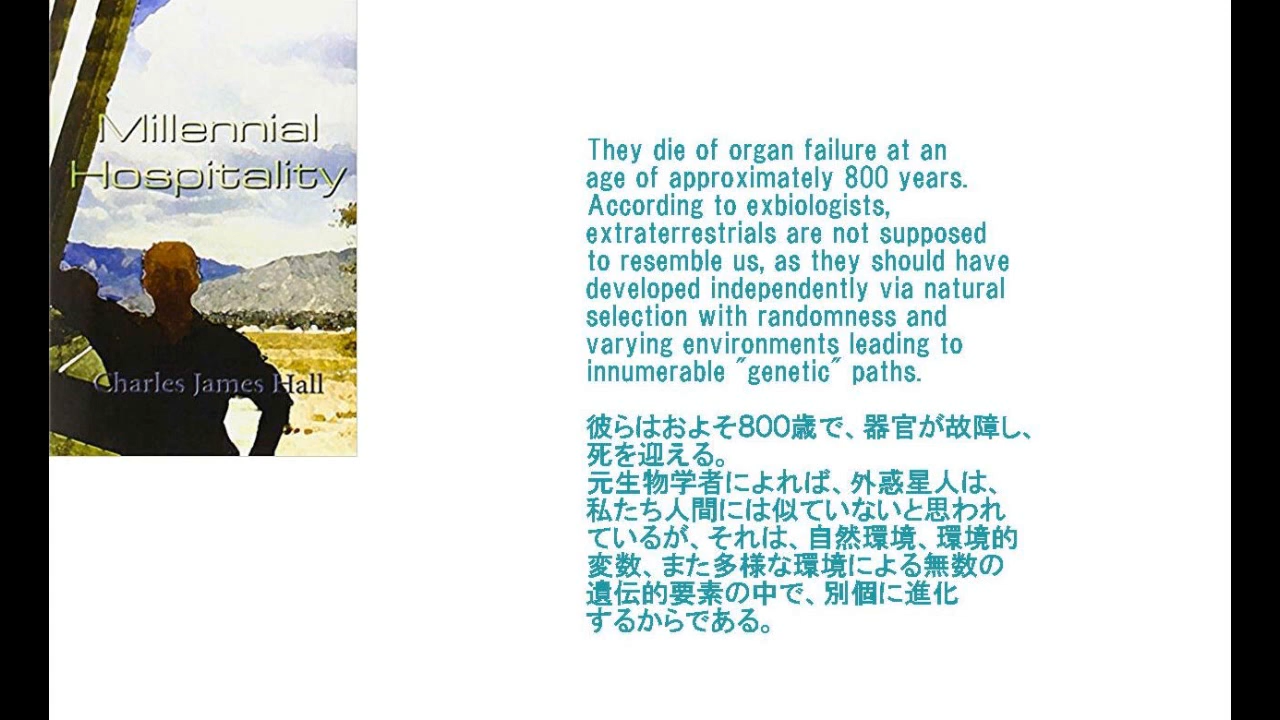 Millennial
Hospitality
Charles James Hall
They die of organ failure at an
age of approximately 800 years.
According to exbiologists,
extraterrestrials are not supposed
to resemble us, as they should have
developed independently via natural
selection with randomness and
varying environments leading to
innumerable "genetic" paths.
彼らはおよそ800歳で、器官が故障し、
死を迎える。
元生物学者によれば、外惑星人は、
私たち人間には似ていないと思われ
ているが、それは、自然環境、環境的
変数、また多様な環境による無数の
遺伝的要素の中で、別個に進化
するからである。